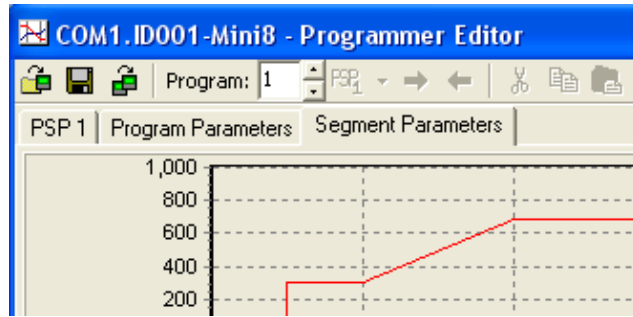 COM1.ID001-Mini8 - Programmer Editor
Program: 1 PSP1
PSP 1 Program Parameters Segment Parameters
1,000
800
600
400
200